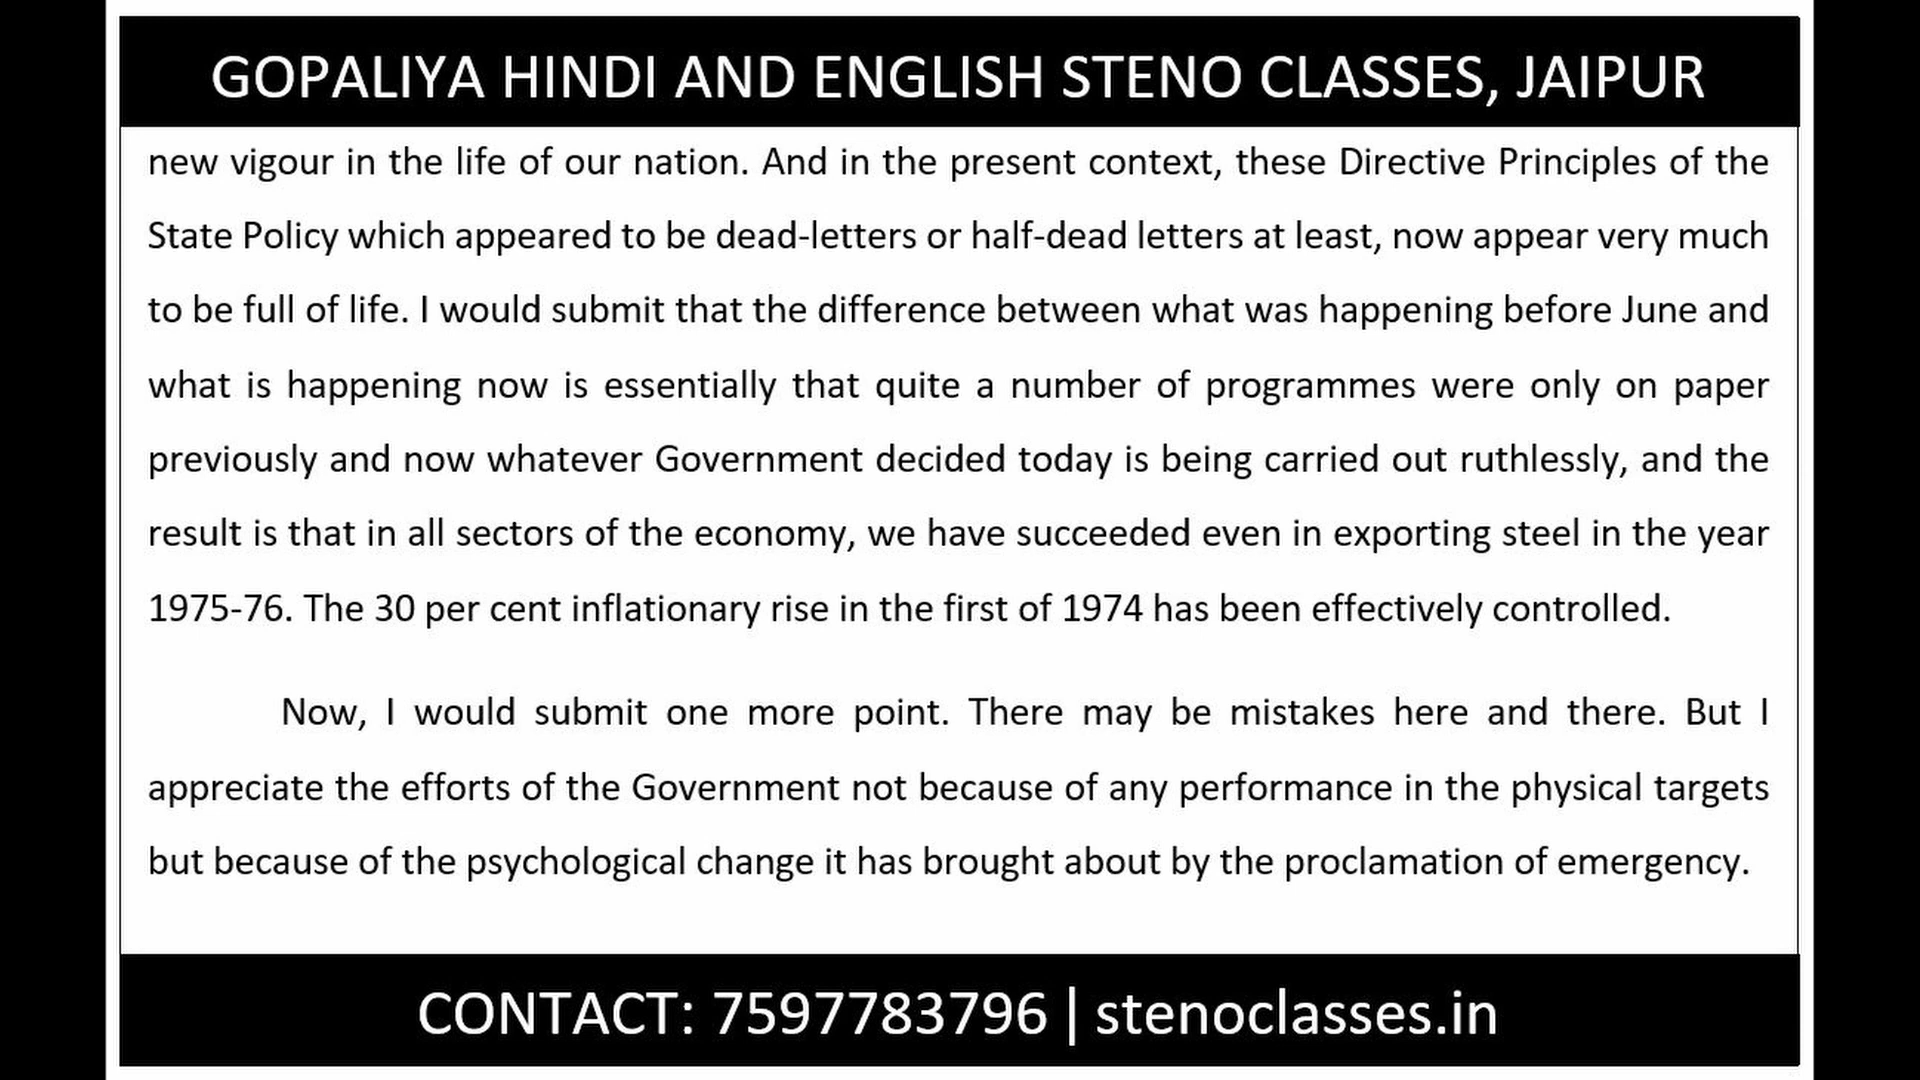 GOPALIYA HINDI AND ENGLISH STENO CLASSES, JAIPUR
new vigour in the life of our nation. And in the present context, these Directive Principles of the
State Policy which appeared to be dead-letters or half-dead letters at least, now appear very much
to be full of life. I would submit that the difference between what was happening before June and
what is happening now is essentially that quite a number of programmes were only on paper
previously and now whatever Government decided today is being carried out ruthlessly, and the
result is that in all sectors of the economy, we have succeeded even in exporting steel in the year
1975-76. The 30 per cent inflationary rise in the first of 1974 has been effectively controlled.
Now, I would submit one more point. There may be mistakes here and there. But I
appreciate the efforts of the Government not because of any performance in the physical targets
but because of the psychological change it has brought about by the proclamation of emergency.
CONTACT: 7597783796 | stenoclasses.in